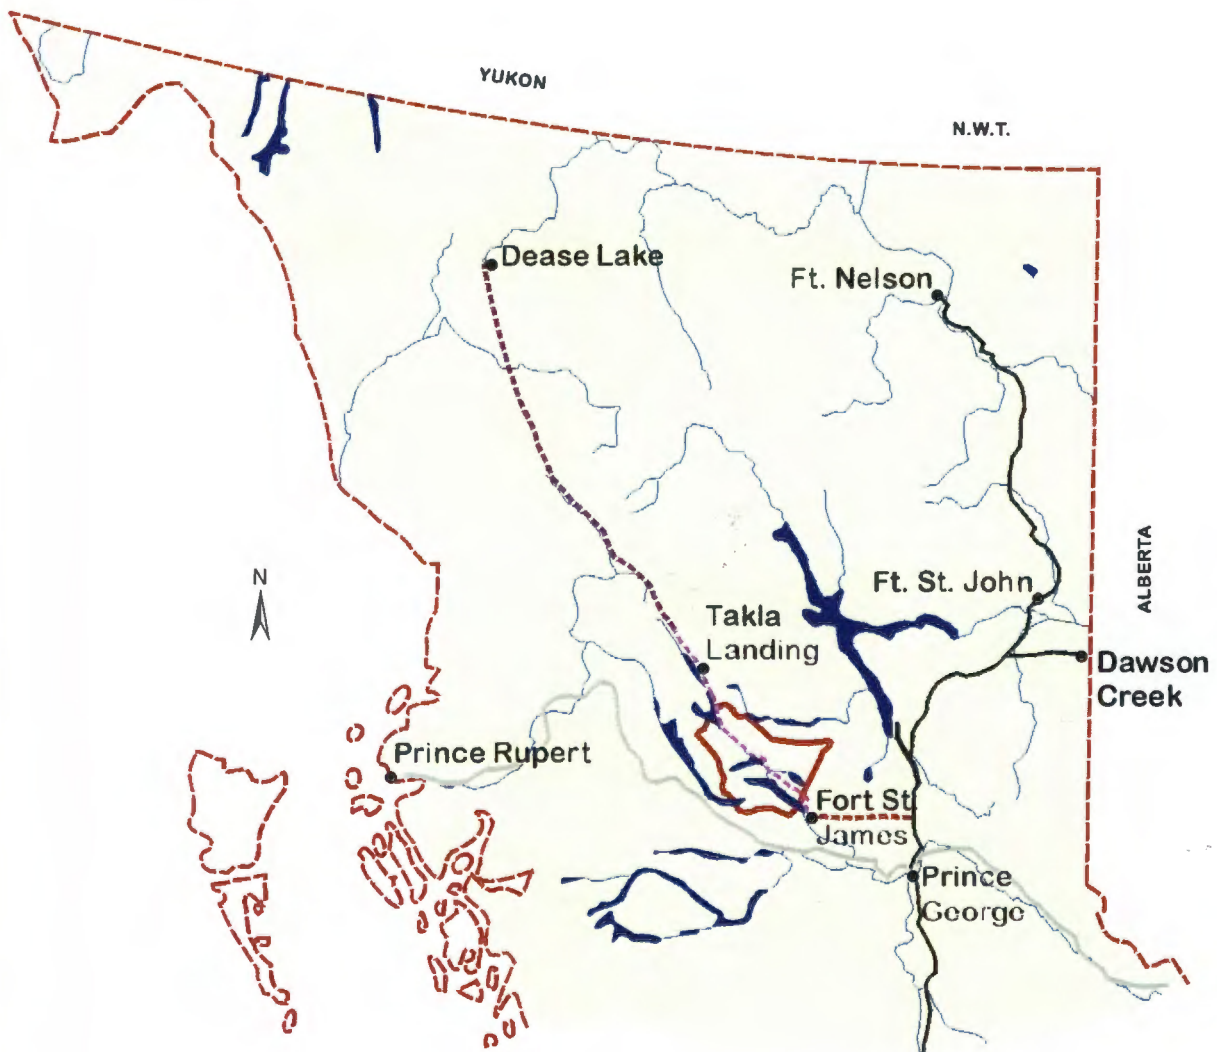 YUKON
N.W.T.
Dease Lake
Ft. Nelson
ALBERTA
N
Ft. St. John
Takla
Landing
Dawson
Creek
Prince Rupert
Fort St.
James
Prince
George